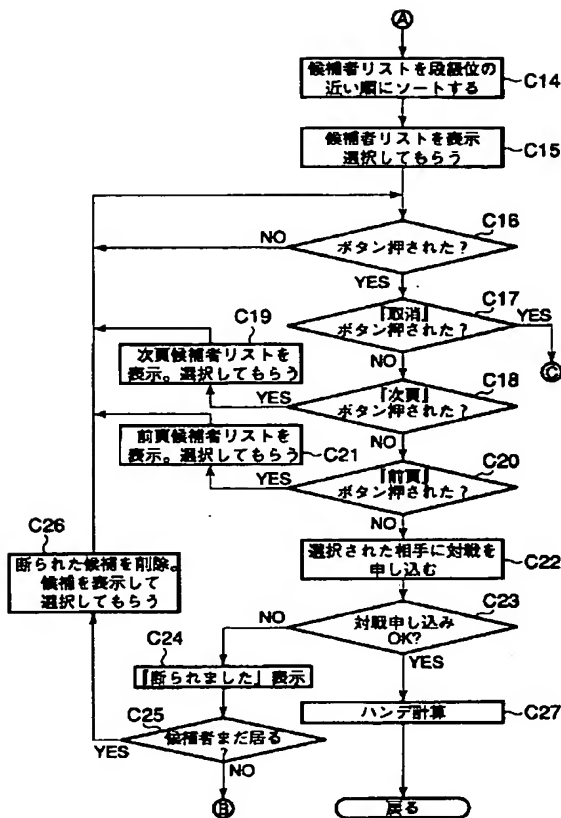 A
候補者リストを段級位の
近い順にソートする
C14
候補者リストを表示
選択してもらう
C15
C16
ボタン押された?
NO
YES
C17
『取消』
ボタン押された?
YES
NO
C
C19
次頁候補者リストを
表示。選択してもらう
C18
『次頁』
ボタン押された?
YES
NO
前頁候補者リストを
表示。選択してもらう
C21
C20
『前頁』
ボタン押された?
YES
NO
C26
断られた候補を削除。
候補を表示して
選択してもらう
選択された相手に対戦を
申し込む
C22
C23
対戦申し込み
OK?
NO
YES
C24
『断られました」表示
C25
候補者まだ居る
?
YES
NO
B
ハンデ計算
C27
戻る